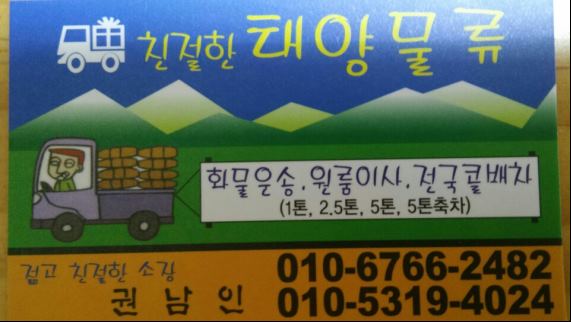 친절한 태양물류
화물운송, 원룸이사, 전국콜배차
(1톤, 2.5톤, 5톤, 5톤축차)
젊고 친절한 소장 010-6766-2482
권남인 010-5319-4024